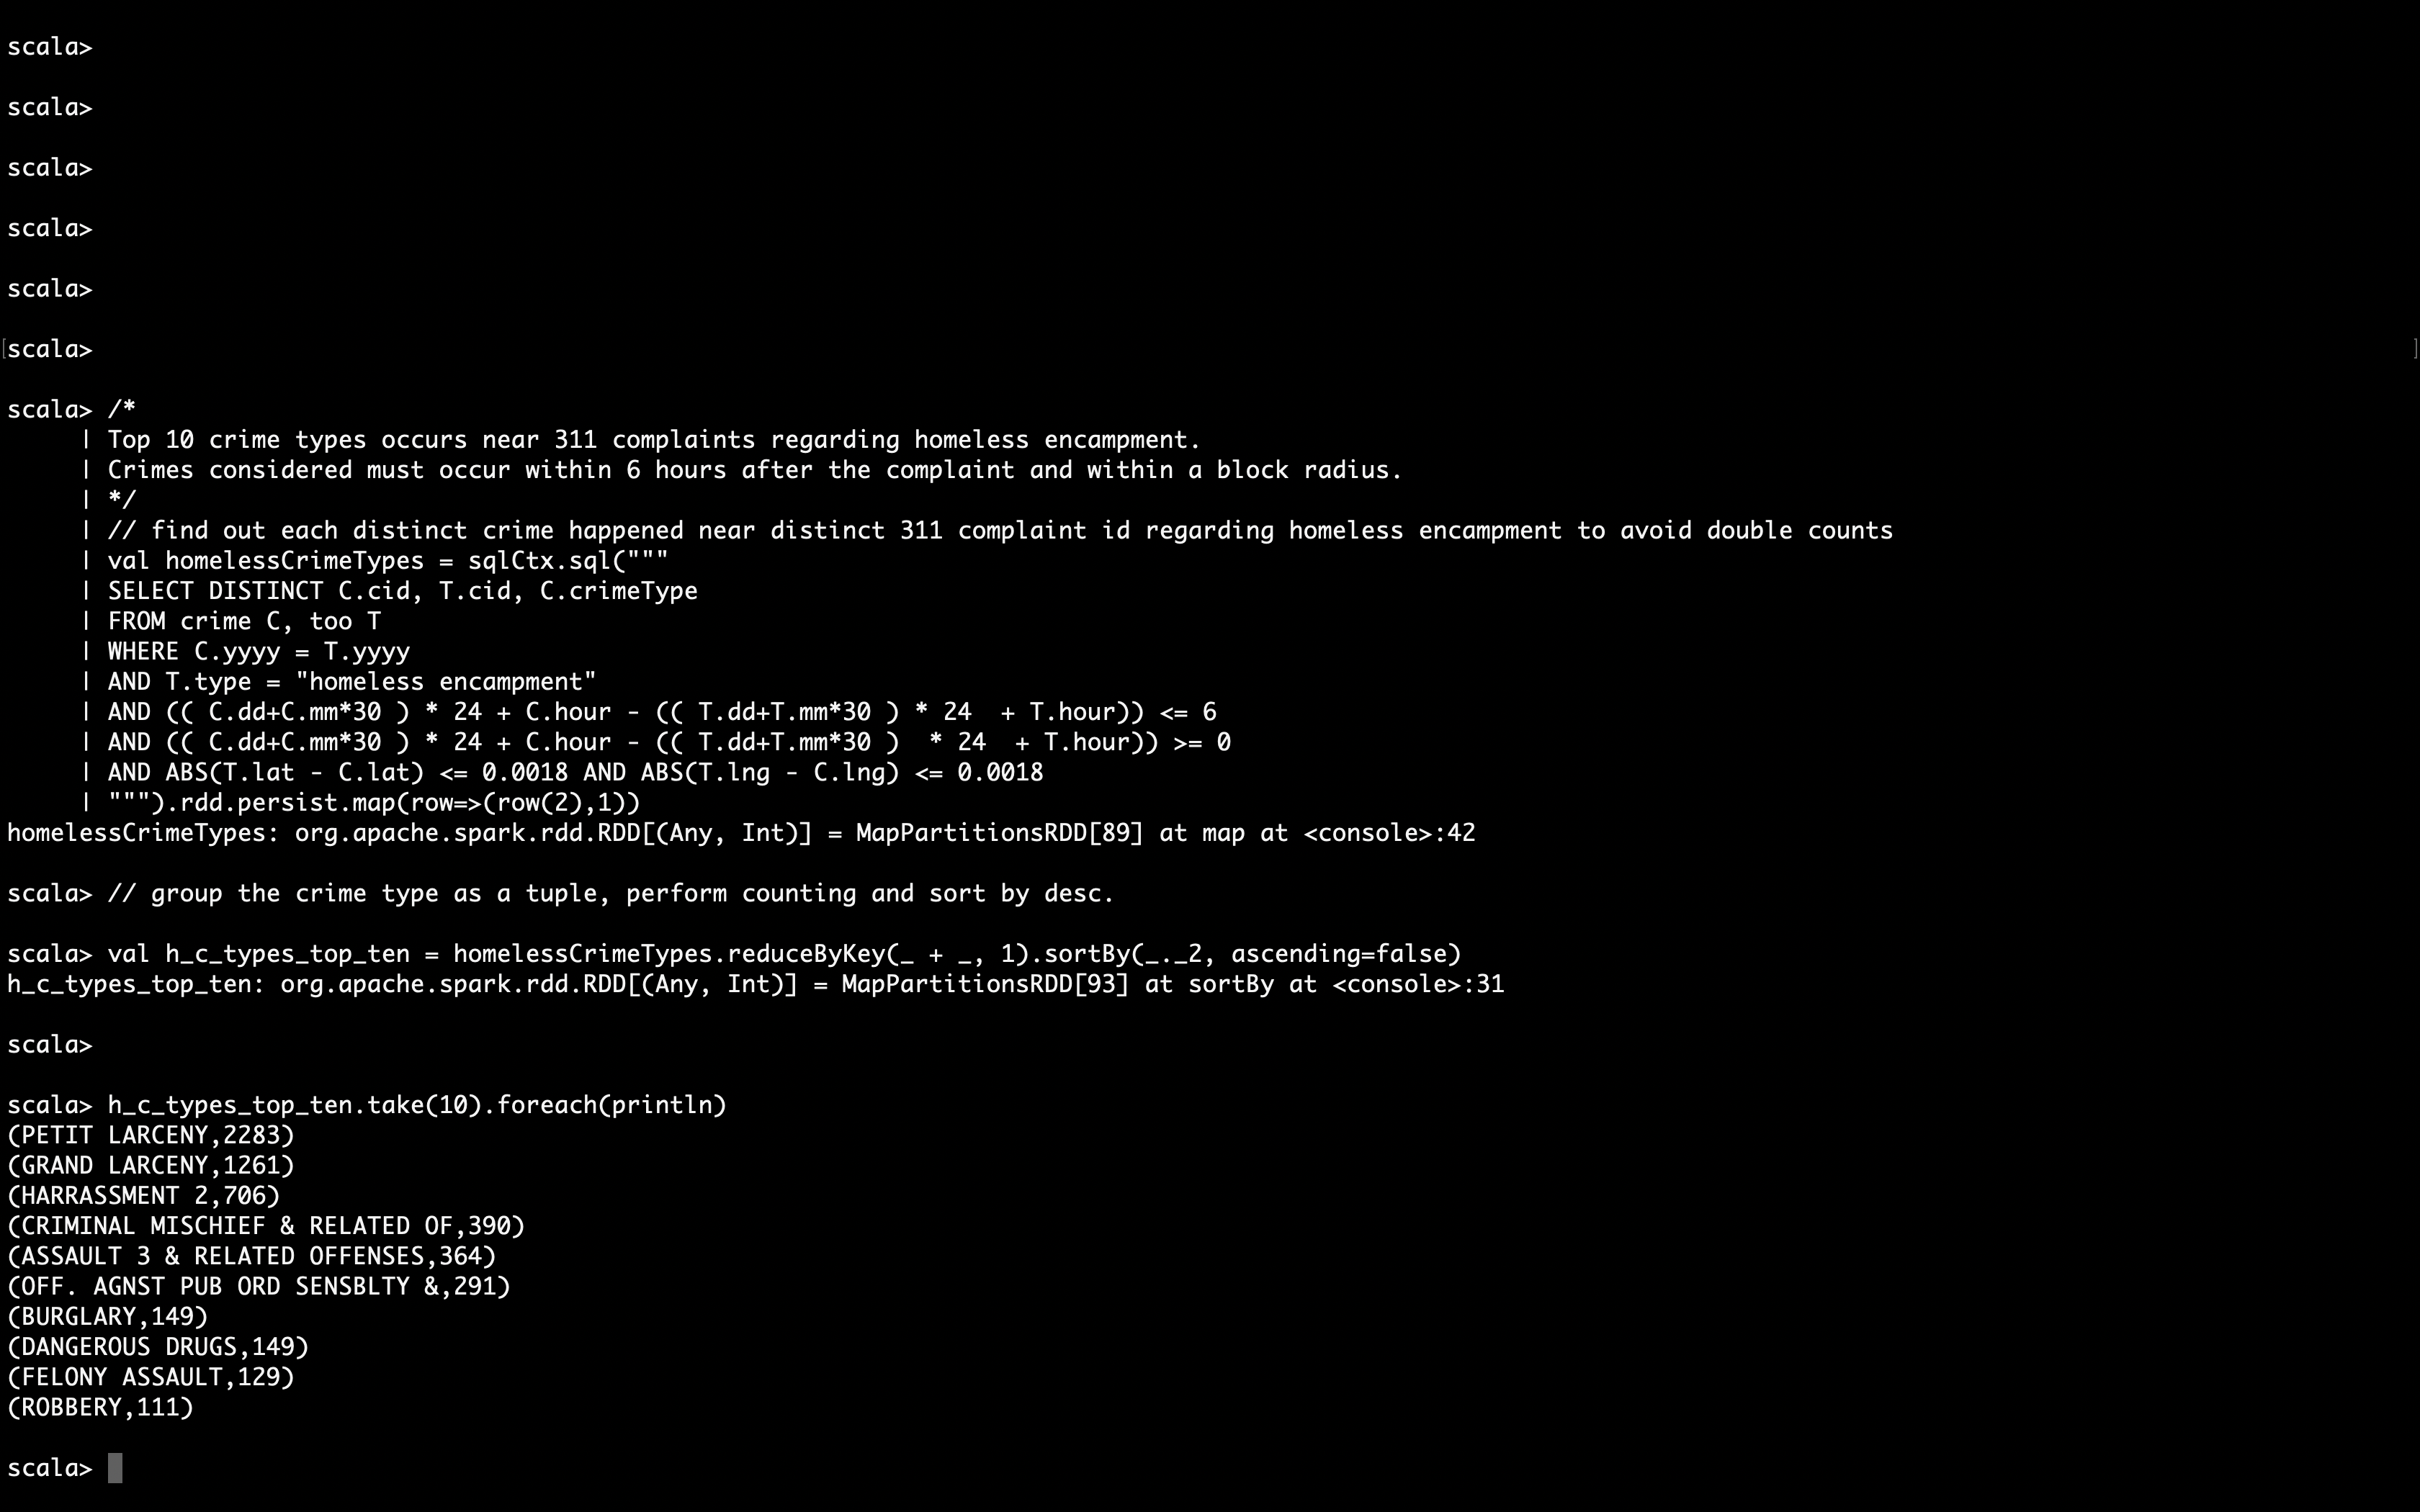 scala>
scala>
scala>
scala>
scala>
[scala> ]
scala> /*
| Top 10 crime types occurs near 311 complaints regarding homeless encampment.
| Crimes considered must occur within 6 hours after the complaint and within a block radius.
| */
| // find out each distinct crime happened near distinct 311 complaint id regarding homeless encampment to avoid double counts
| val homelessCrimeTypes = sqlCtx.sql("""
| SELECT DISTINCT C.cid, T.cid, C.crimeType
| FROM crime C, too T
| WHERE C.yyyy = T.yyyy
| AND T.type = "homeless encampment"
| AND (( C.dd+C.mm*30 ) * 24 + C.hour - (( T.dd+T.mm*30 ) * 24  + T.hour)) <= 6
| AND (( C.dd+C.mm*30 ) * 24 + C.hour - (( T.dd+T.mm*30 )  * 24  + T.hour)) >= 0
| AND ABS(T.lat - C.lat) <= 0.0018 AND ABS(T.lng - C.lng) <= 0.0018
| """).rdd.persist.map(row=>(row(2),1))
homelessCrimeTypes: org.apache.spark.rdd.RDD[(Any, Int)] = MapPartitionsRDD[89] at map at <console>:42
scala> // group the crime type as a tuple, perform counting and sort by desc.
scala> val h_c_types_top_ten = homelessCrimeTypes.reduceByKey(_ + _, 1).sortBy(_._2, ascending=false)
h_c_types_top_ten: org.apache.spark.rdd.RDD[(Any, Int)] = MapPartitionsRDD[93] at sortBy at <console>:31
scala>
scala> h_c_types_top_ten.take(10).foreach(println)
(PETIT LARCENY,2283)
(GRAND LARCENY,1261)
(HARRASSMENT 2,706)
(CRIMINAL MISCHIEF & RELATED OF,390)
(ASSAULT 3 & RELATED OFFENSES,364)
(OFF. AGNST PUB ORD SENSBLTY &,291)
(BURGLARY,149)
(DANGEROUS DRUGS,149)
(FELONY ASSAULT,129)
(ROBBERY,111)
scala>